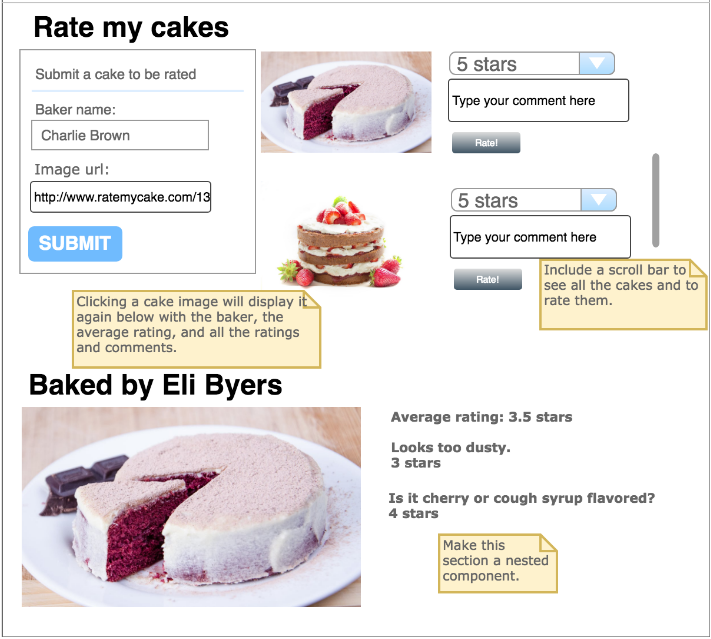 Rate my cakes
Submit a cake to be rated
Baker name:
Charlie Brown
Image url:
http://www.ratemycake.com/13
SUBMIT
5 stars
Type your comment here
Rate!
5 stars
Type your comment here
Rate!
Include a scroll bar to
see all the cakes and to
rate them.
Clicking a cake image will display it
again below with the baker, the
average rating, and all the ratings
and comments.
Baked by Eli Byers
Average rating: 3.5 stars
Looks too dusty.
3 stars
Is it cherry or cough syrup flavored?
4 stars
Make this
section a nested
component.